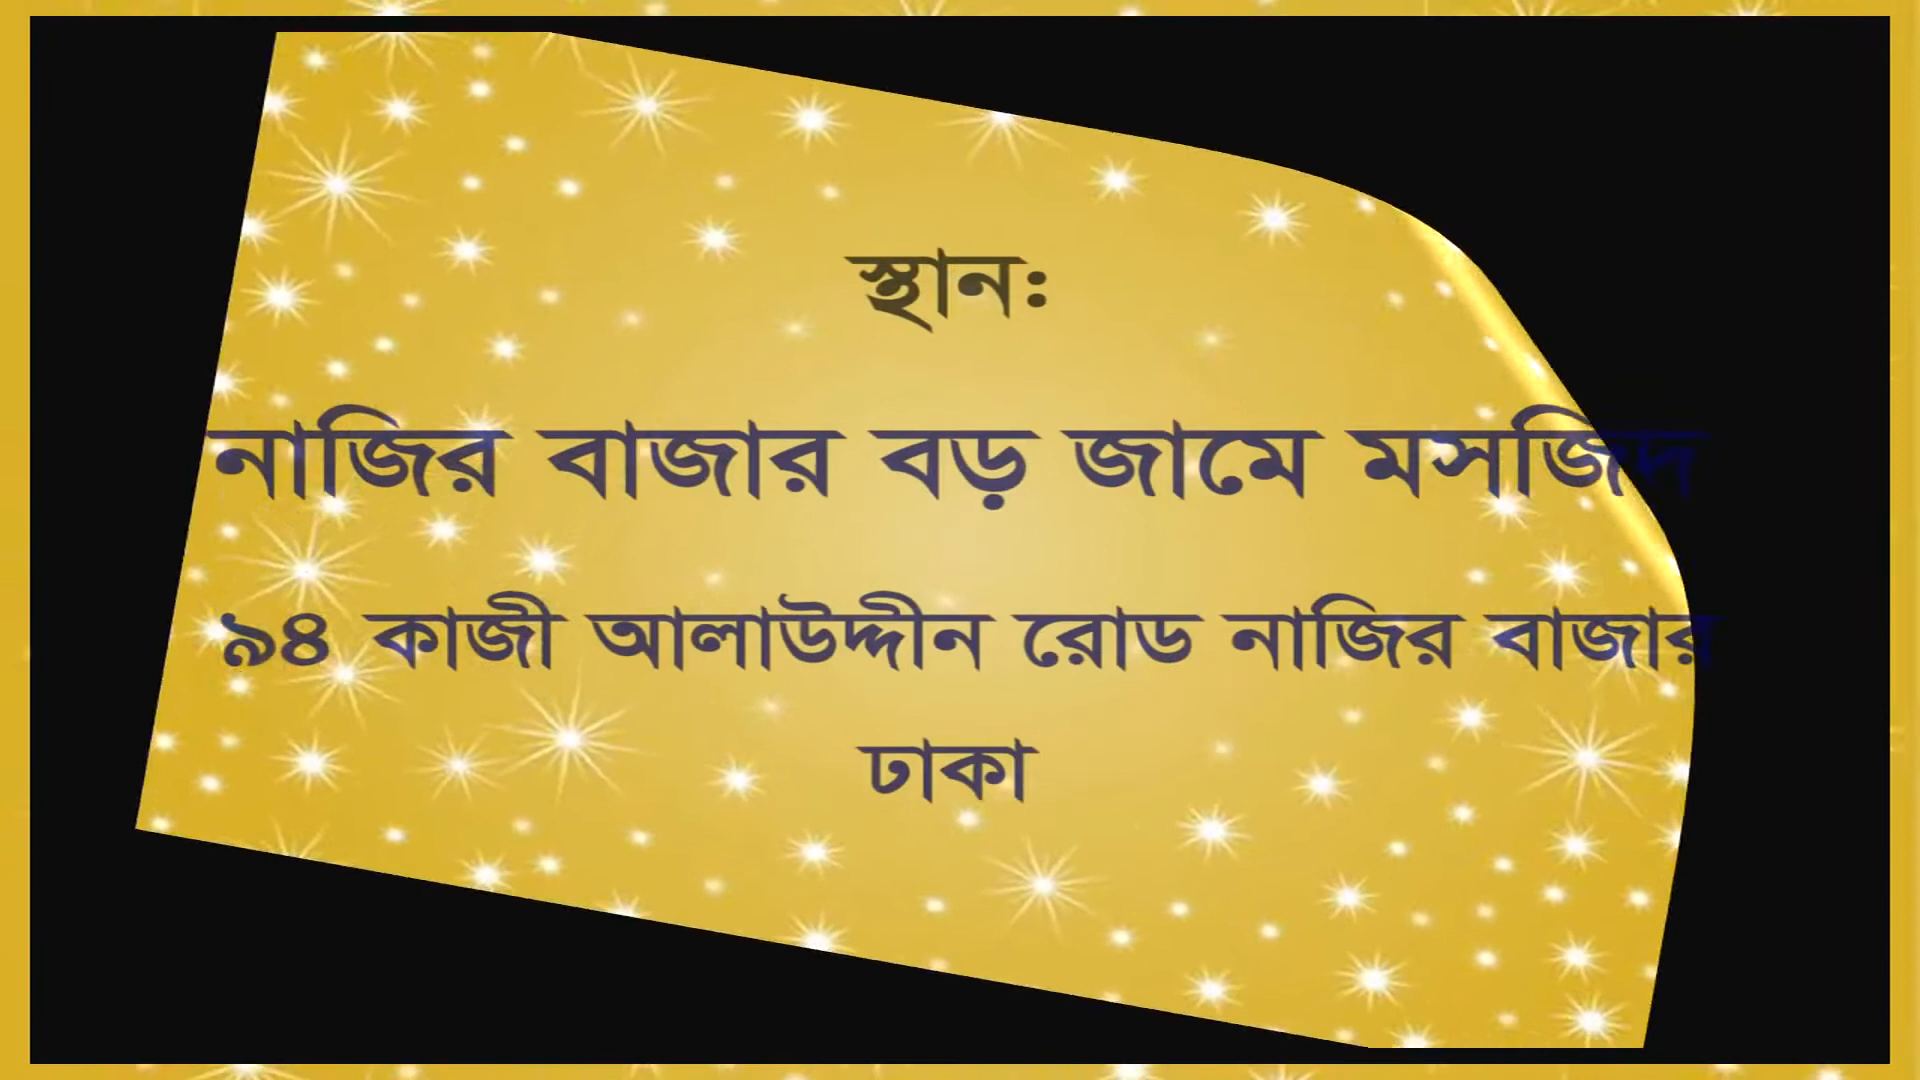 স্থানঃ
নাজির বাজার বড় জামে মসজিদ
৯৪ কাজী আলাউদ্দীন রোড নাজির বাজার
ঢাকা